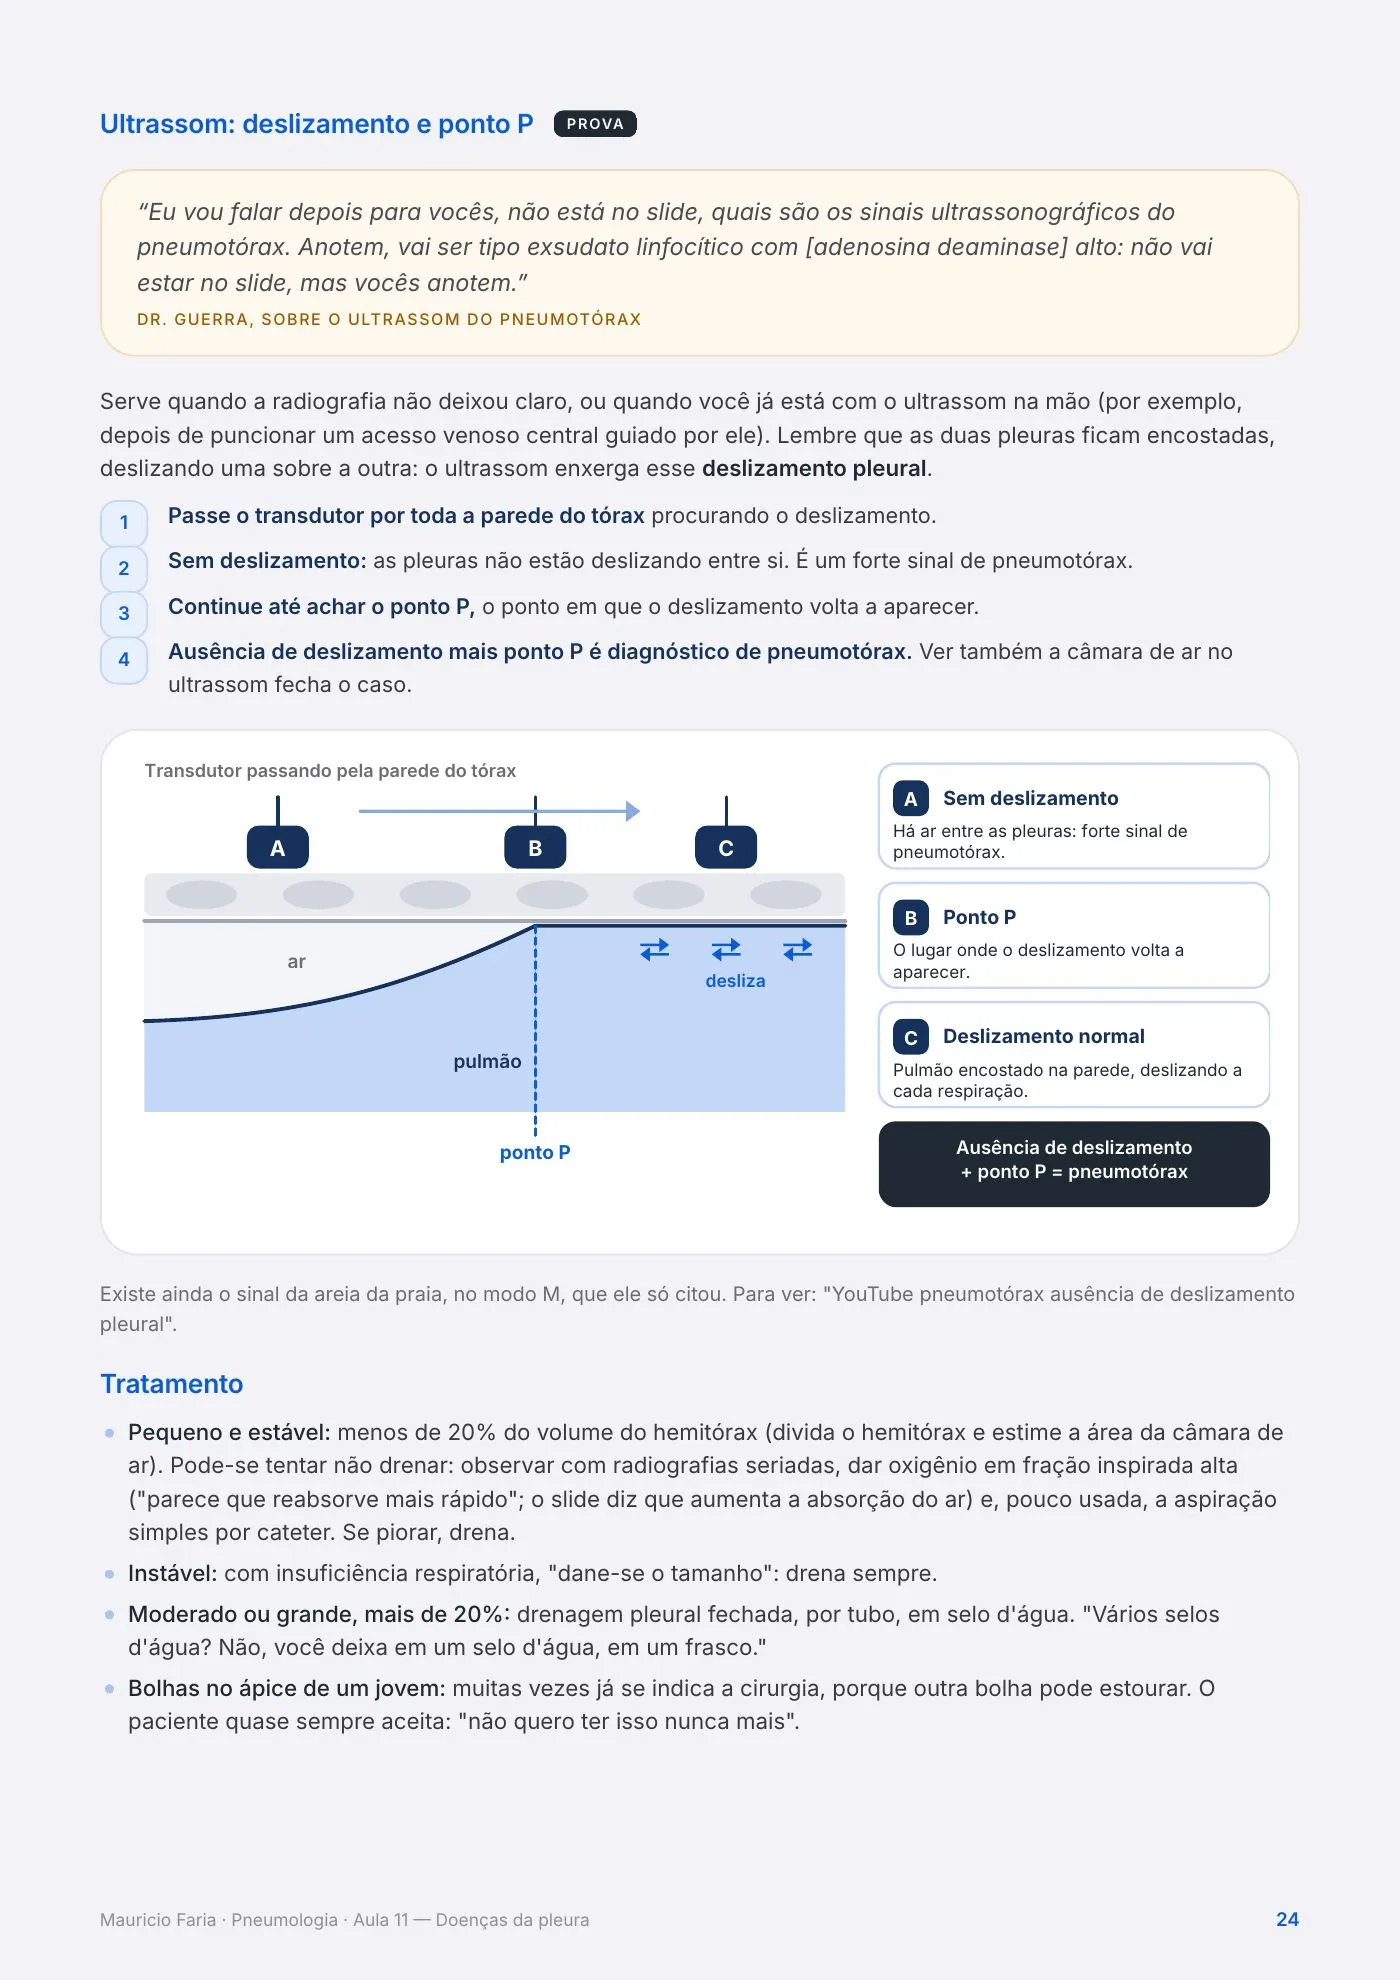 Ultrassom: deslizamento e ponto P PROVA
“Eu vou falar depois para vocês, não está no slide, quais são os sinais ultrassonográficos do
pneumotórax. Anotem, vai ser tipo exsudato linfocítico com [adenosina deaminase] alto: não vai
estar no slide, mas vocês anotem.”
DR. GUERRA, SOBRE O ULTRASSOM DO PNEUMOTÓRAX
Serve quando a radiografia não deixou claro, ou quando você já está com o ultrassom na mão (por exemplo,
depois de puncionar um acesso venoso central guiado por ele). Lembre que as duas pleuras ficam encostadas,
deslizando uma sobre a outra: o ultrassom enxerga esse deslizamento pleural.
1 Passe o transdutor por toda a parede do tórax procurando o deslizamento.
2 Sem deslizamento: as pleuras não estão deslizando entre si. É um forte sinal de pneumotórax.
3 Continue até achar o ponto P, o ponto em que o deslizamento volta a aparecer.
4 Ausência de deslizamento mais ponto P é diagnóstico de pneumotórax. Ver também a câmara de ar no
ultrassom fecha o caso.
Transdutor passando pela parede do tórax
A B C
ar
desliza
pulmão
ponto P
A Sem deslizamento
Há ar entre as pleuras: forte sinal de
pneumotórax.
B Ponto P
O lugar onde o deslizamento volta a
aparecer.
C Deslizamento normal
Pulmão encostado na parede, deslizando a
cada respiração.
Ausência de deslizamento
+ ponto P = pneumotórax
Existe ainda o sinal da areia da praia, no modo M, que ele só citou. Para ver: "YouTube pneumotórax ausência de deslizamento
pleural".
Tratamento
• Pequeno e estável: menos de 20% do volume do hemitórax (divida o hemitórax e estime a área da câmara de
ar). Pode-se tentar não drenar: observar com radiografias seriadas, dar oxigênio em fração inspirada alta
("parece que reabsorve mais rápido"; o slide diz que aumenta a absorção do ar) e, pouco usada, a aspiração
simples por cateter. Se piorar, drena.
• Instável: com insuficiência respiratória, "dane-se o tamanho": drena sempre.
• Moderado ou grande, mais de 20%: drenagem pleural fechada, por tubo, em selo d'água. "Vários selos
d'água? Não, você deixa em um selo d'água, em um frasco."
• Bolhas no ápice de um jovem: muitas vezes já se indica a cirurgia, porque outra bolha pode estourar. O
paciente quase sempre aceita: "não quero ter isso nunca mais".
Mauricio Faria · Pneumologia · Aula 11 — Doenças da pleura 24